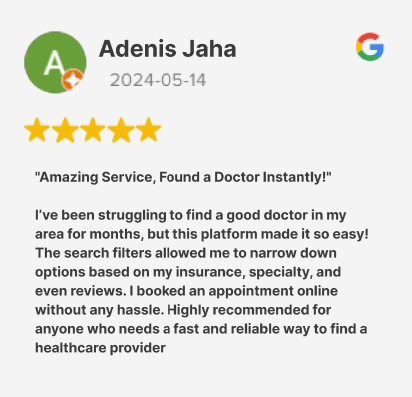 A
Adenis Jaha
G
2024-05-14
"Amazing Service, Found a Doctor Instantly!"
I've been struggling to find a good doctor in my
area for months, but this platform made it so easy!
The search filters allowed me to narrow down
options based on my insurance, specialty, and
even reviews. I booked an appointment online
without any hassle. Highly recommended for
anyone who needs a fast and reliable way to find a
healthcare provider